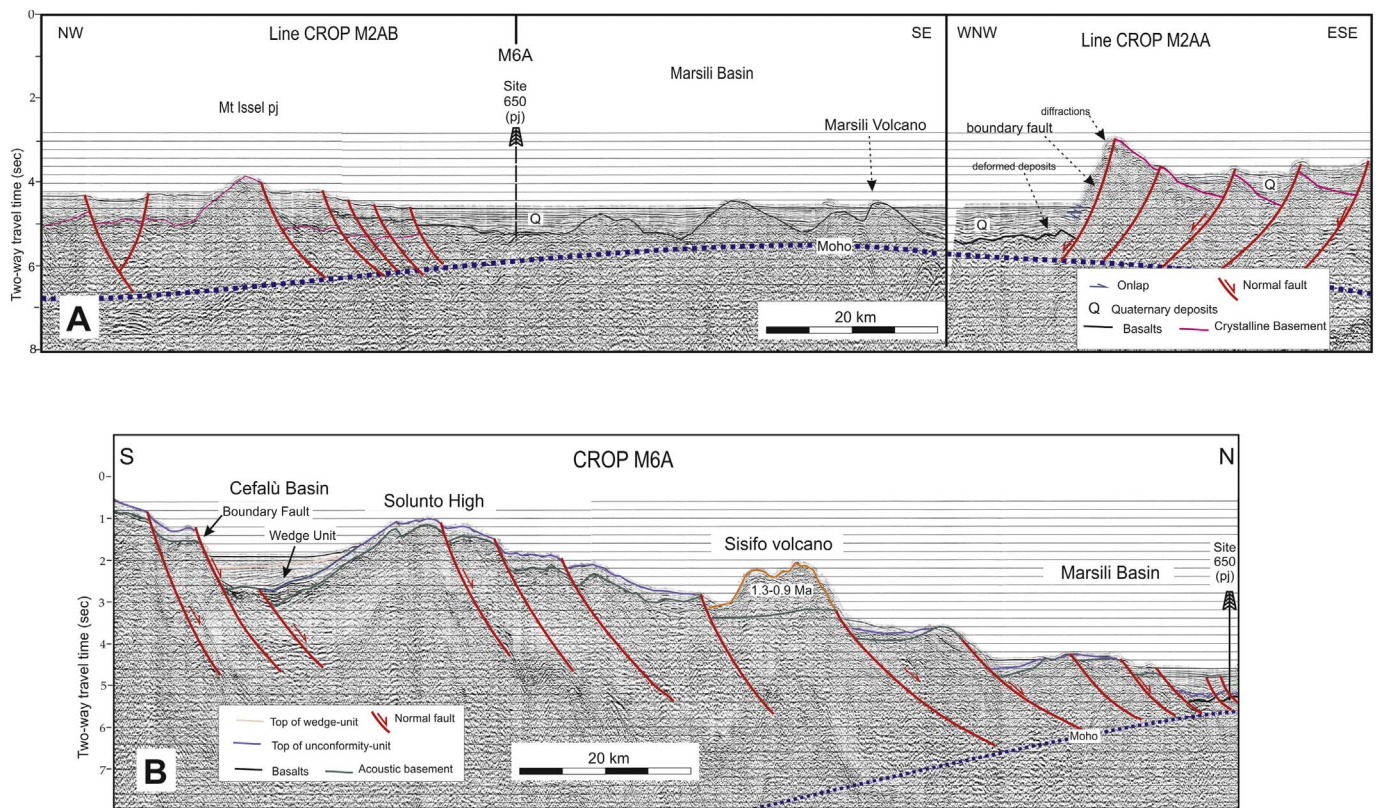 0
NW
Line CROP M2AB
SE
WNW
Line CROP M2AA
ESE
M6A
Site
650
(pj)
Marsili Basin
2
Mt Issel pj
Marsili Volcano
diffractions
boundary fault
deformed deposits
4
Q
Q
Q
Moho
6
8
Two-way travel time (sec)
A
20 km
Onlap
Normal fault
Q Quaternary deposits
Basalts
Crystalline Basement
S
CROP M6A
N
0
Cefalù Basin
Boundary Fault
Wedge Unit
Solunto High
Sisifo volcano
1.3-0.9 Ma
Marsili Basin
Site
650
(pj)
1
2
3
4
5
6
7
Two-way travel time (sec)
Moho
Top of wedge-unit
Normal fault
Top of unconformity-unit
Basalts
Acoustic basement
20 km
B